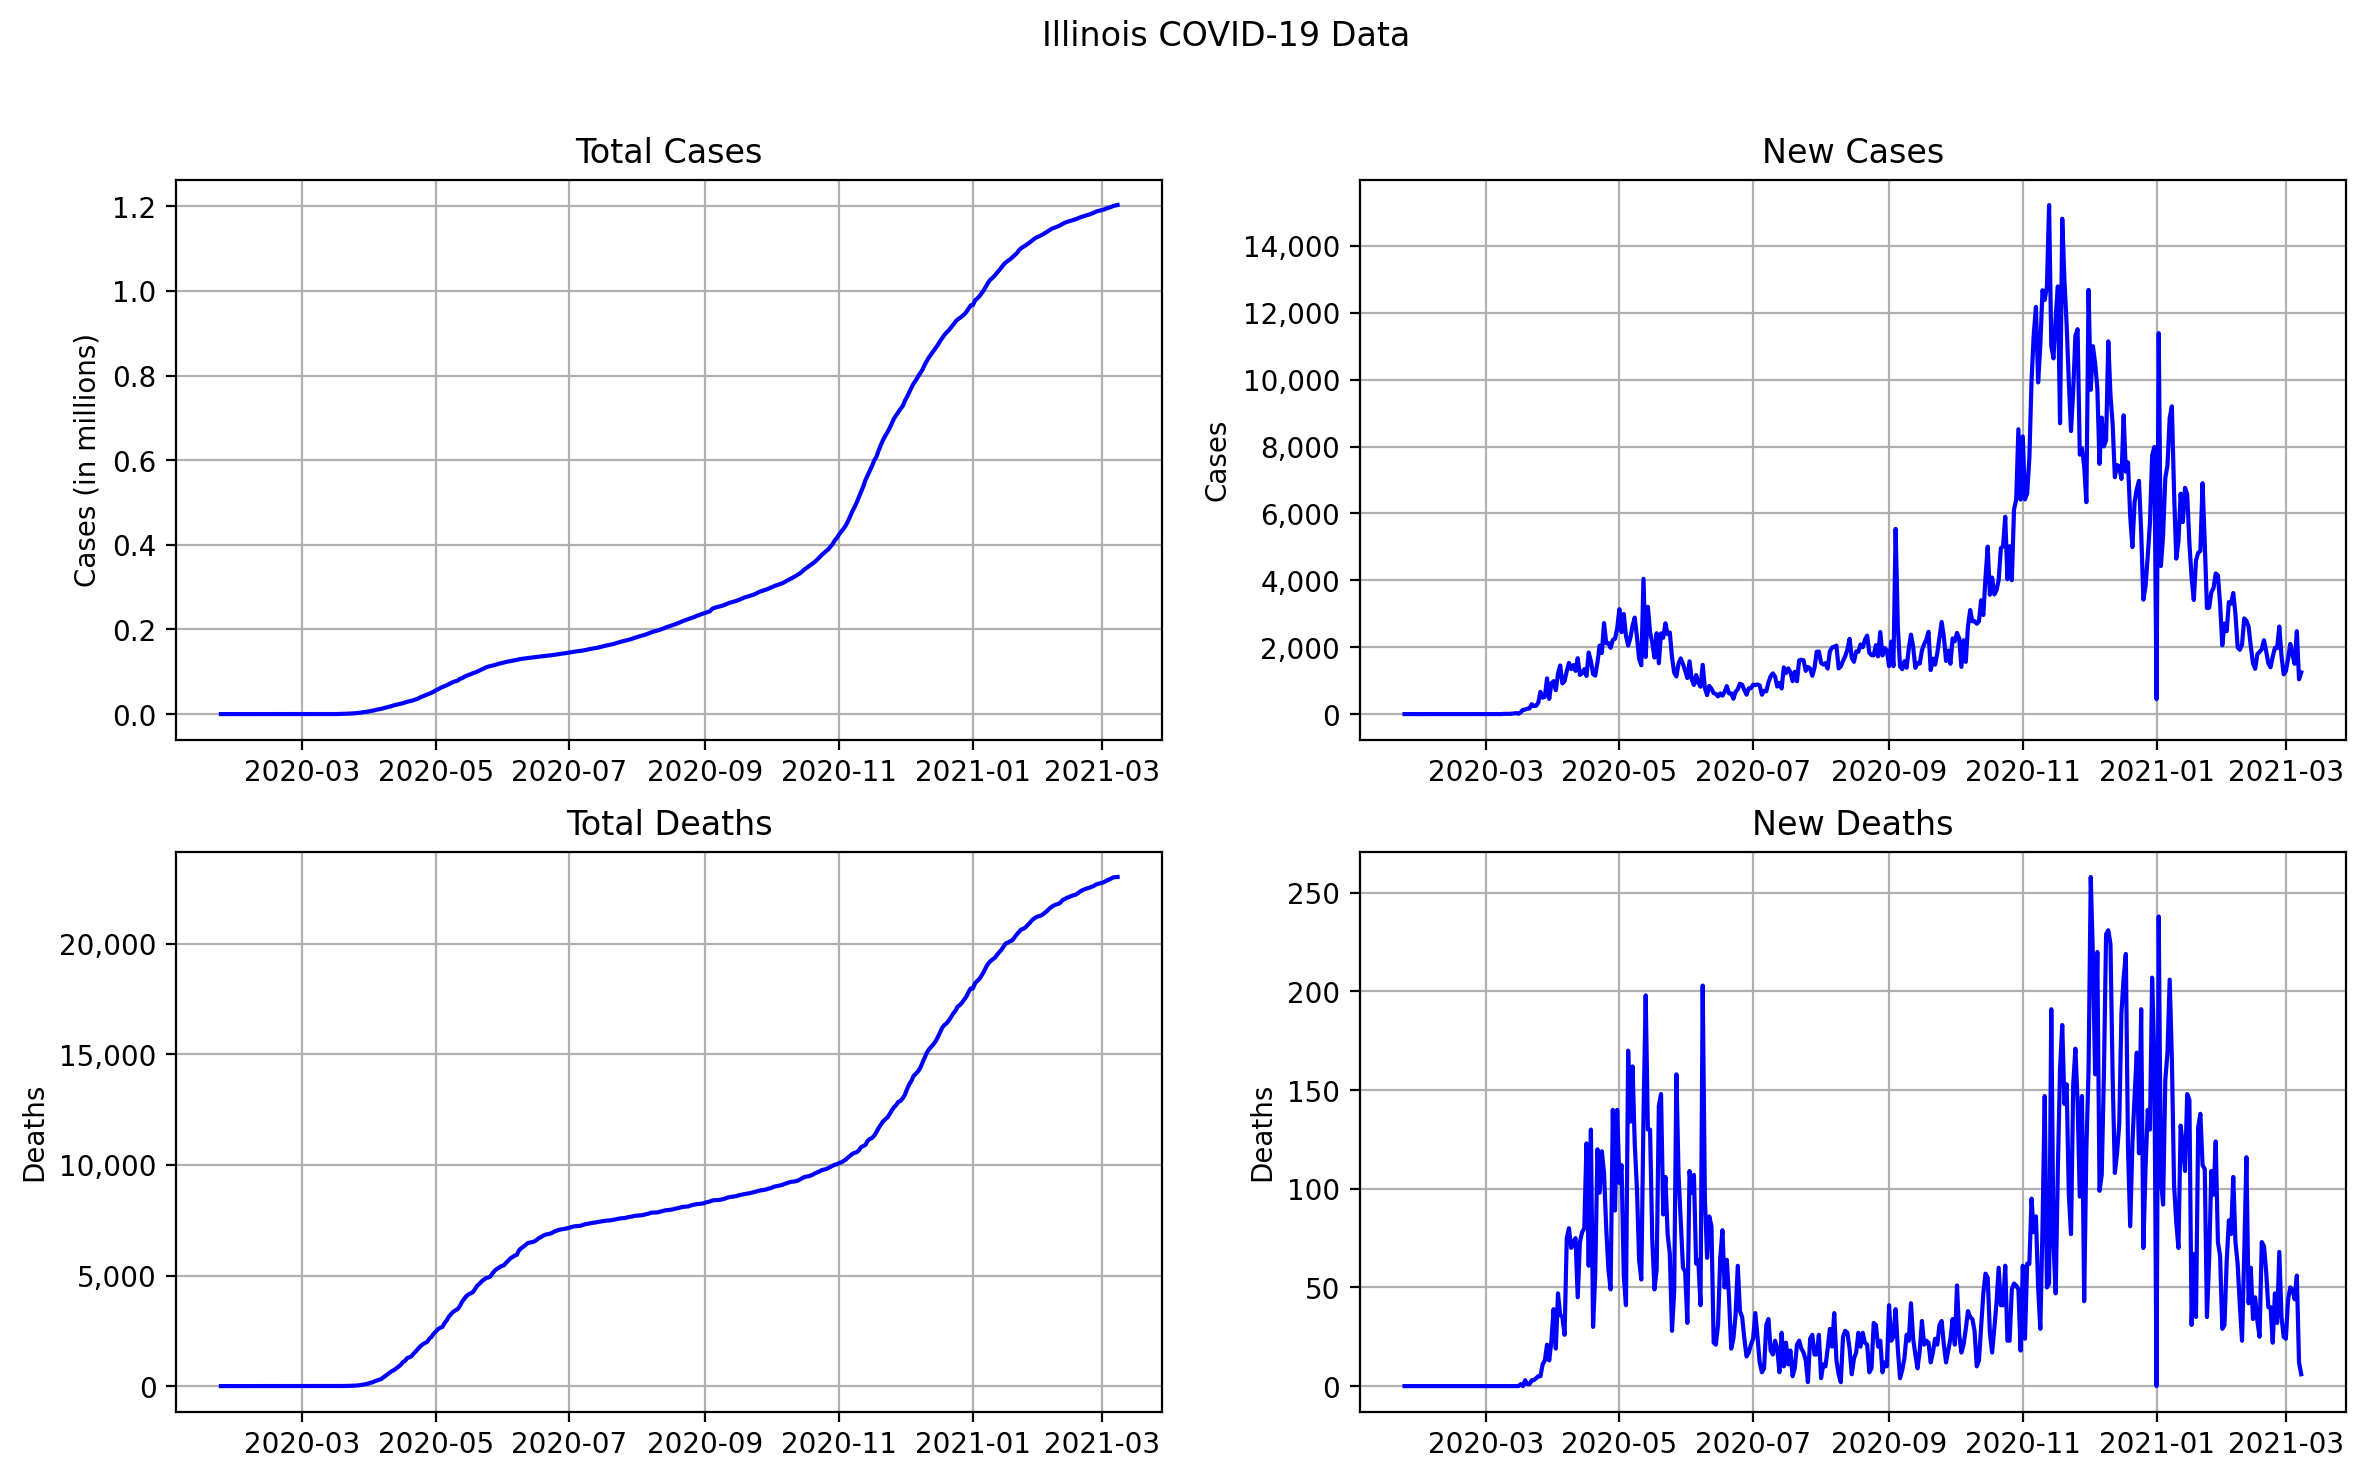 Illinois COVID-19 Data
Total Cases
Cases (in millions)
1.2
1.0
0.8
0.6
0.4
0.2
0.0
2020-03 2020-05 2020-07 2020-09 2020-11 2021-01 2021-03
New Cases
Cases
14,000
12,000
10,000
8,000
6,000
4,000
2,000
0
2020-03 2020-05 2020-07 2020-09 2020-11 2021-01 2021-03
Total Deaths
Deaths
20,000
15,000
10,000
5,000
0
2020-03 2020-05 2020-07 2020-09 2020-11 2021-01 2021-03
New Deaths
Deaths
250
200
150
100
50
0
2020-03 2020-05 2020-07 2020-09 2020-11 2021-01 2021-03